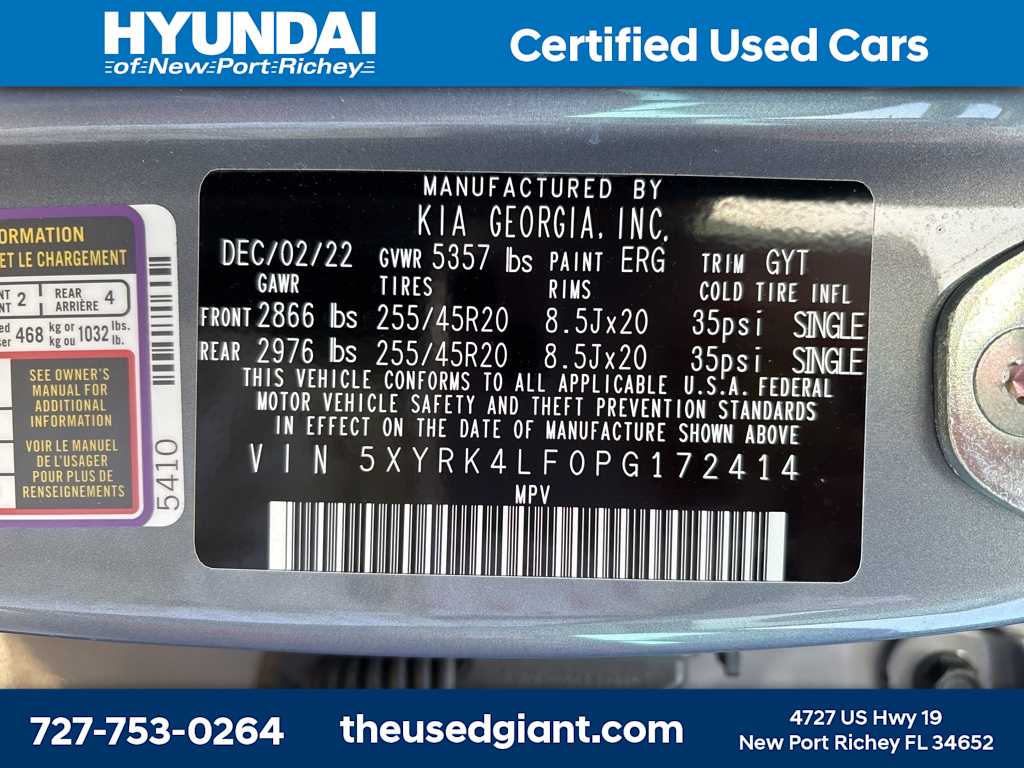 HYUNDAI
of New Port Richey
Certified Used Cars
MANUFACTURED BY
KIA GEORGIA, INC.
DEC/02/22 GVWR 5357 lbs PAINT ERG TRIM GYT
GAWR TIRES RIMS COLD TIRE INFL
FRONT 2866 lbs 255/45R20 8.5Jx20 35psi SINGLE
REAR 2976 lbs 255/45R20 8.5Jx20 35psi SINGLE
THIS VEHICLE CONFORMS TO ALL APPLICABLE U.S.A. FEDERAL
MOTOR VEHICLE SAFETY AND THEFT PREVENTION STANDARDS
IN EFFECT ON THE DATE OF MANUFACTURE SHOWN ABOVE
VIN 5XYRK4LF0PG172414
MPV
ET LE CHARGEMENT
2 REAR
ARRIÈRE 4
468 kg or 1032 lbs.
kg ou lb.
SEE OWNER'S
MANUAL FOR
ADDITIONAL
INFORMATION
VOIR LE MANUEL
DE L'USAGER
POUR PLUS DE
RENSEIGNEMENTS
5410
727-753-0264
theusedgiant.com
4727 US Hwy 19
New Port Richey FL 34652